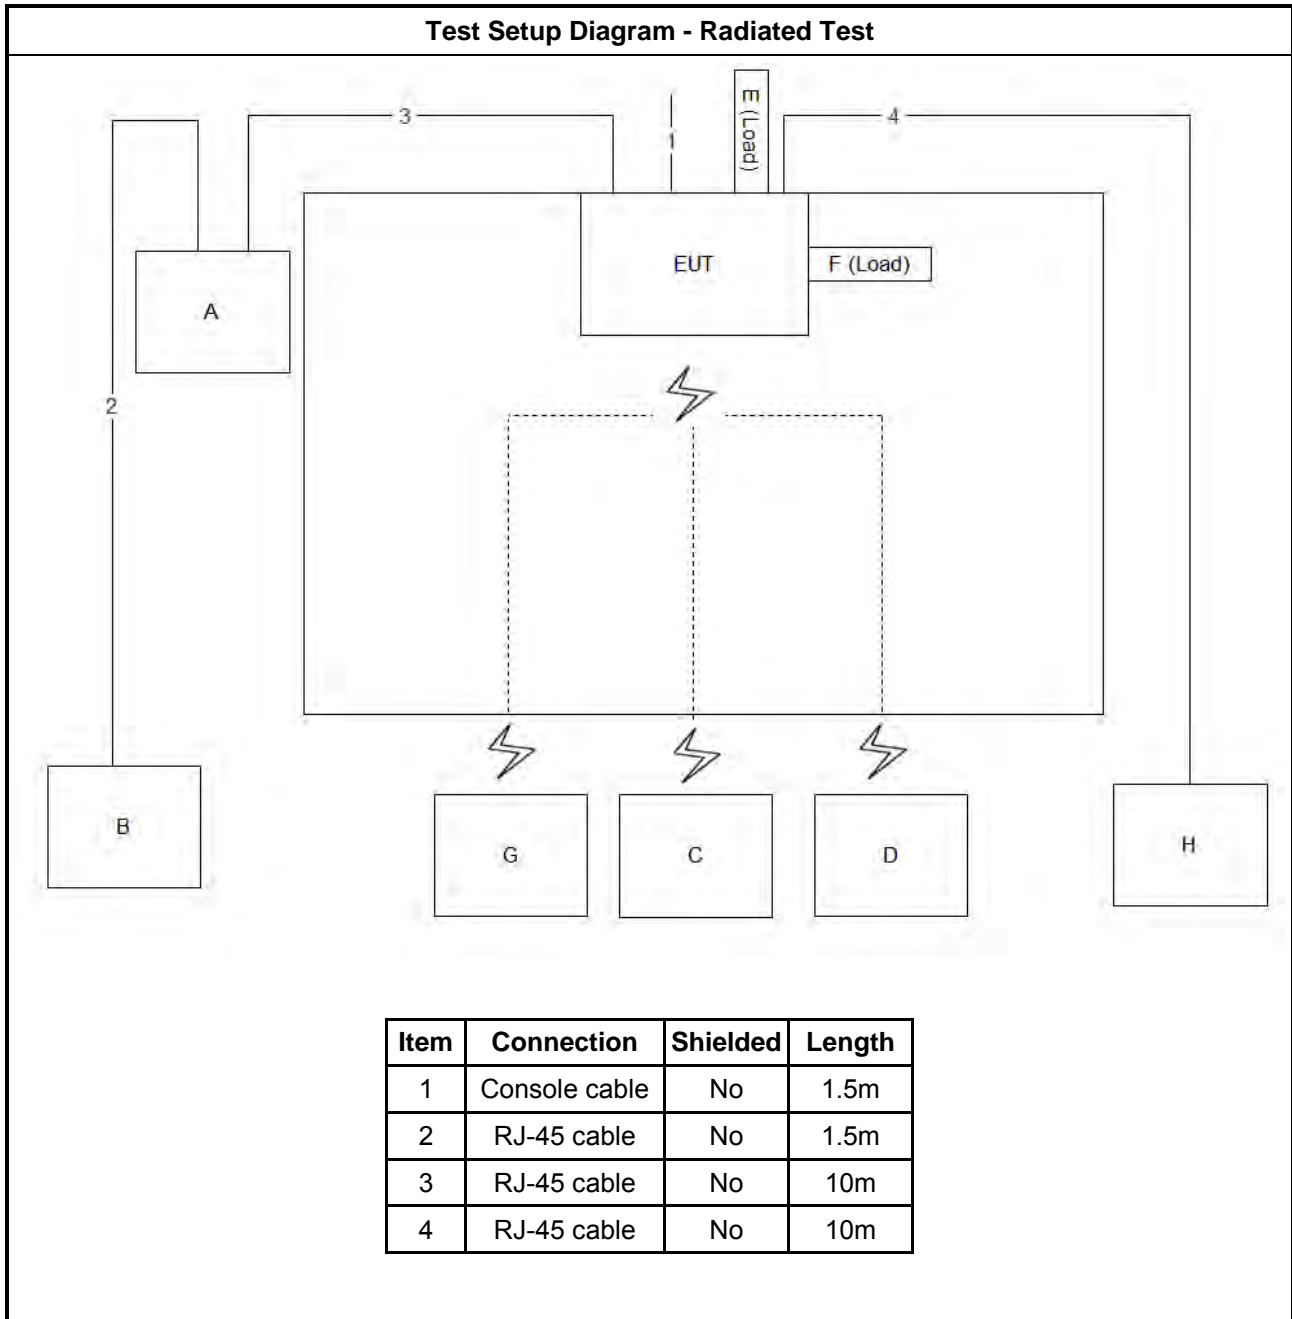 Test Setup Diagram - Radiated Test
3
1
E (Load)
4
EUT
F (Load)
A
2
B
G
C
D
H
Item Connection Shielded Length
1 Console cable No 1.5m
2 RJ-45 cable No 1.5m
3 RJ-45 cable No 10m
4 RJ-45 cable No 10m